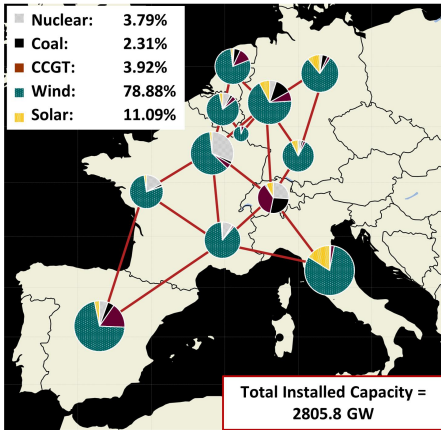 Nuclear: 3.79%
Coal: 2.31%
CCGT: 3.92%
Wind: 78.88%
Solar: 11.09%
Total Installed Capacity =
2805.8 GW